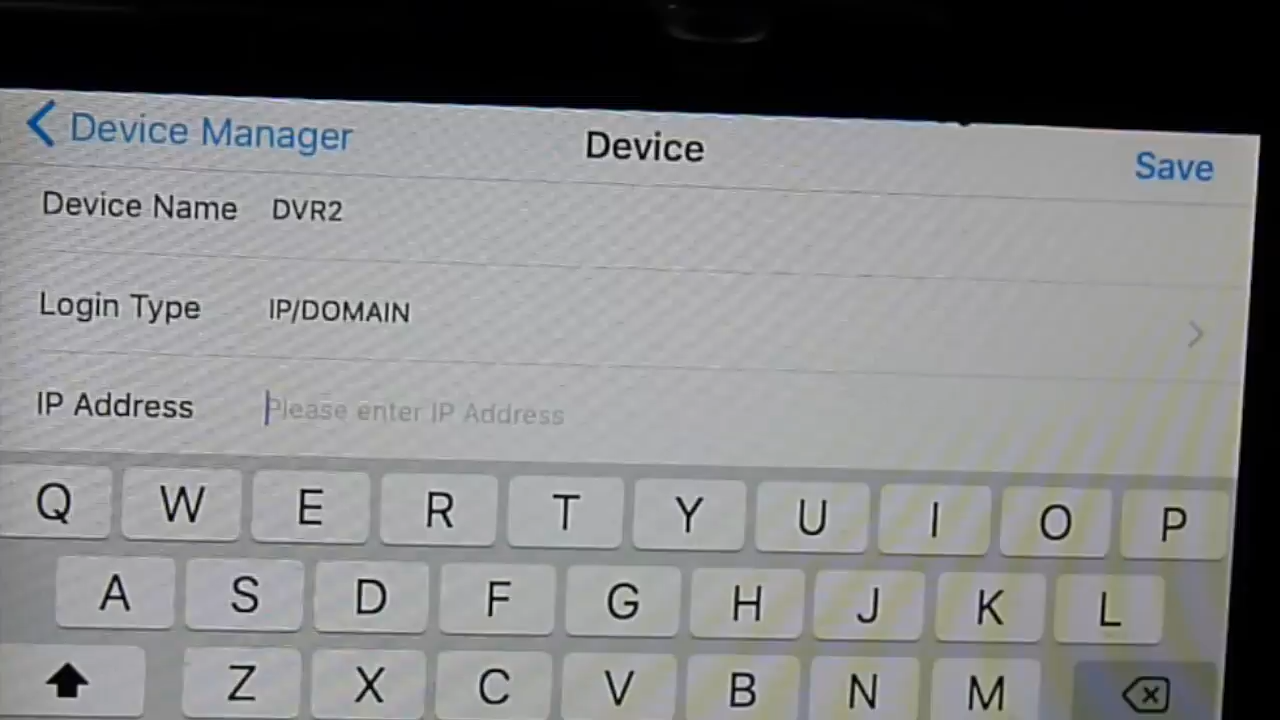 Device Manager
Device
Save
Device Name DVR2
Login Type IP/DOMAIN
IP Address Please enter IP Address
Q W E R T Y U I O P
A S D F G H J K L
Z X C V B N M